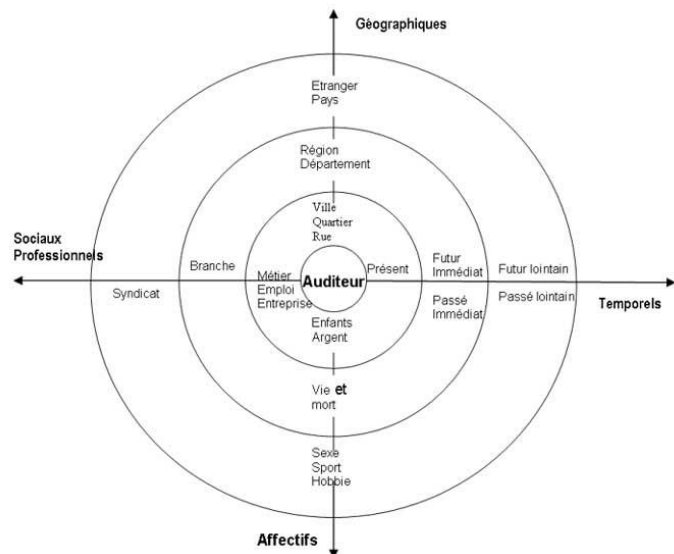 Géographiques
Etranger
Pays
Région
Département
Ville
Quartier
Rue
Sociaux
Professionnels
Syndicat
Branche
Métier
Emploi
Entreprise
Auditeur
Présent
Futur
Immédiat
Passé
Immédiat
Futur lointain
Passé lointain
Temporels
Enfants
Argent
Vie et
mort
Sexe
Sport
Hobbie
Affectifs